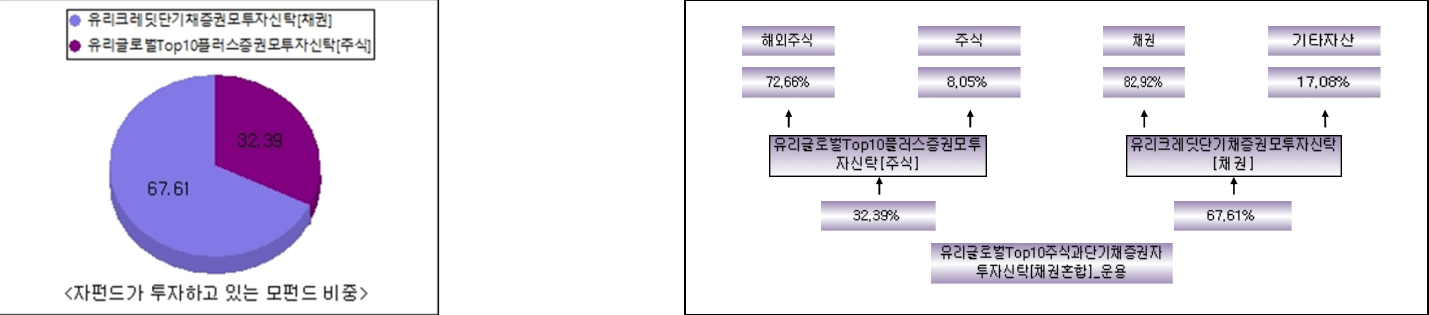 유리크레딧단기채증권모투자신탁[채권]
유리글로벌Top10플러스증권모투자신탁[주식]
32.39
67.61
<자펀드가 투자하고 있는 모펀드 비중>
해외주식
주식
채권
기타자산
72,66%
8,05%
82,92%
17,08%
유리글로벌Top10플러스증권모투
자신탁[주식]
유리크레딧단기채증권모투자신탁
[채권]
32,39%
67,61%
유리글로벌Top10주식과단기채증권자
투자신탁[채권혼합]_운용